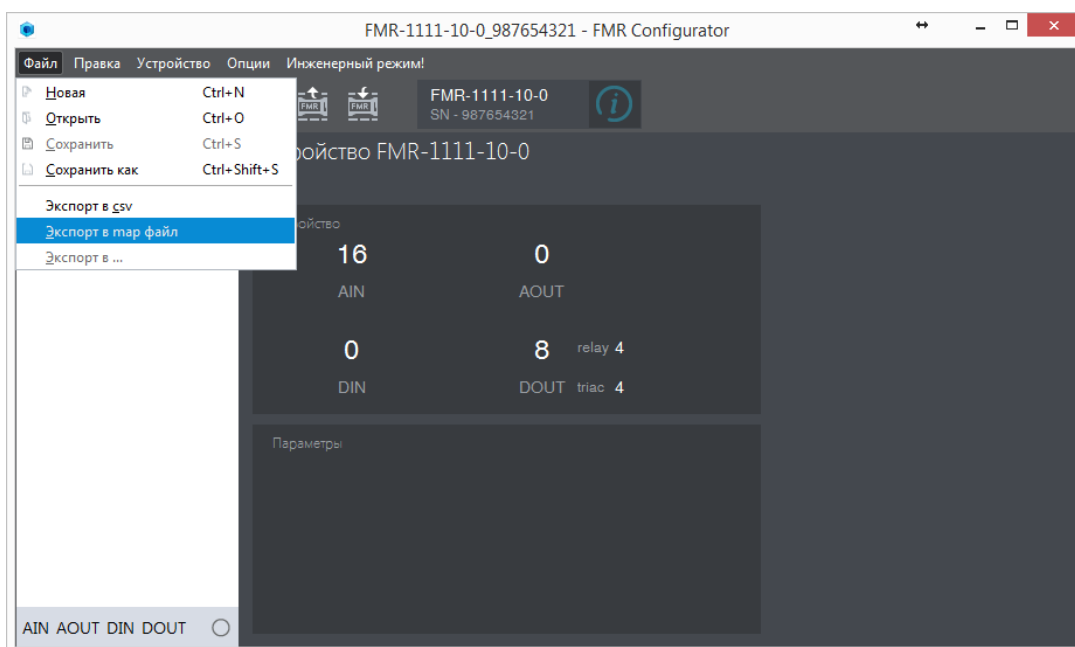 FMR-1111-10-0_987654321 - FMR Configurator
Файл Правка Устройство Опции Инженерный режим!
Новая Ctrl+N
Открыть Ctrl+O
Сохранить Ctrl+S
Сохранить как Ctrl+Shift+S
Экспорт в csv
Экспорт в map файл
Экспорт в ...
FMR FMR
FMR-1111-10-0
SN - 987654321
i
ройство FMR-1111-10-0
ройство
16 0
AIN AOUT
0 8 relay 4
DIN DOUT triac 4
Параметры
AIN AOUT DIN DOUT